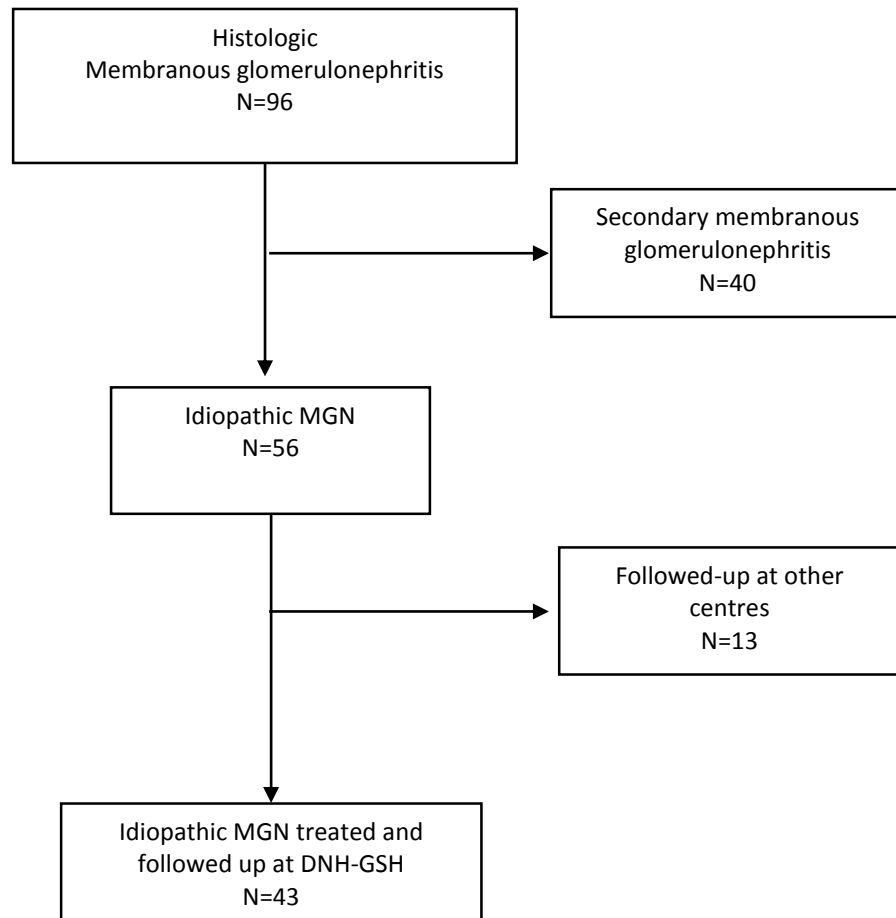 Histologic
Membranous glomerulonephritis
N=96
Secondary membranous
glomerulonephritis
N=40
Idiopathic MGN
N=56
Followed-up at other
centres
N=13
Idiopathic MGN treated and
followed up at DNH-GSH
N=43